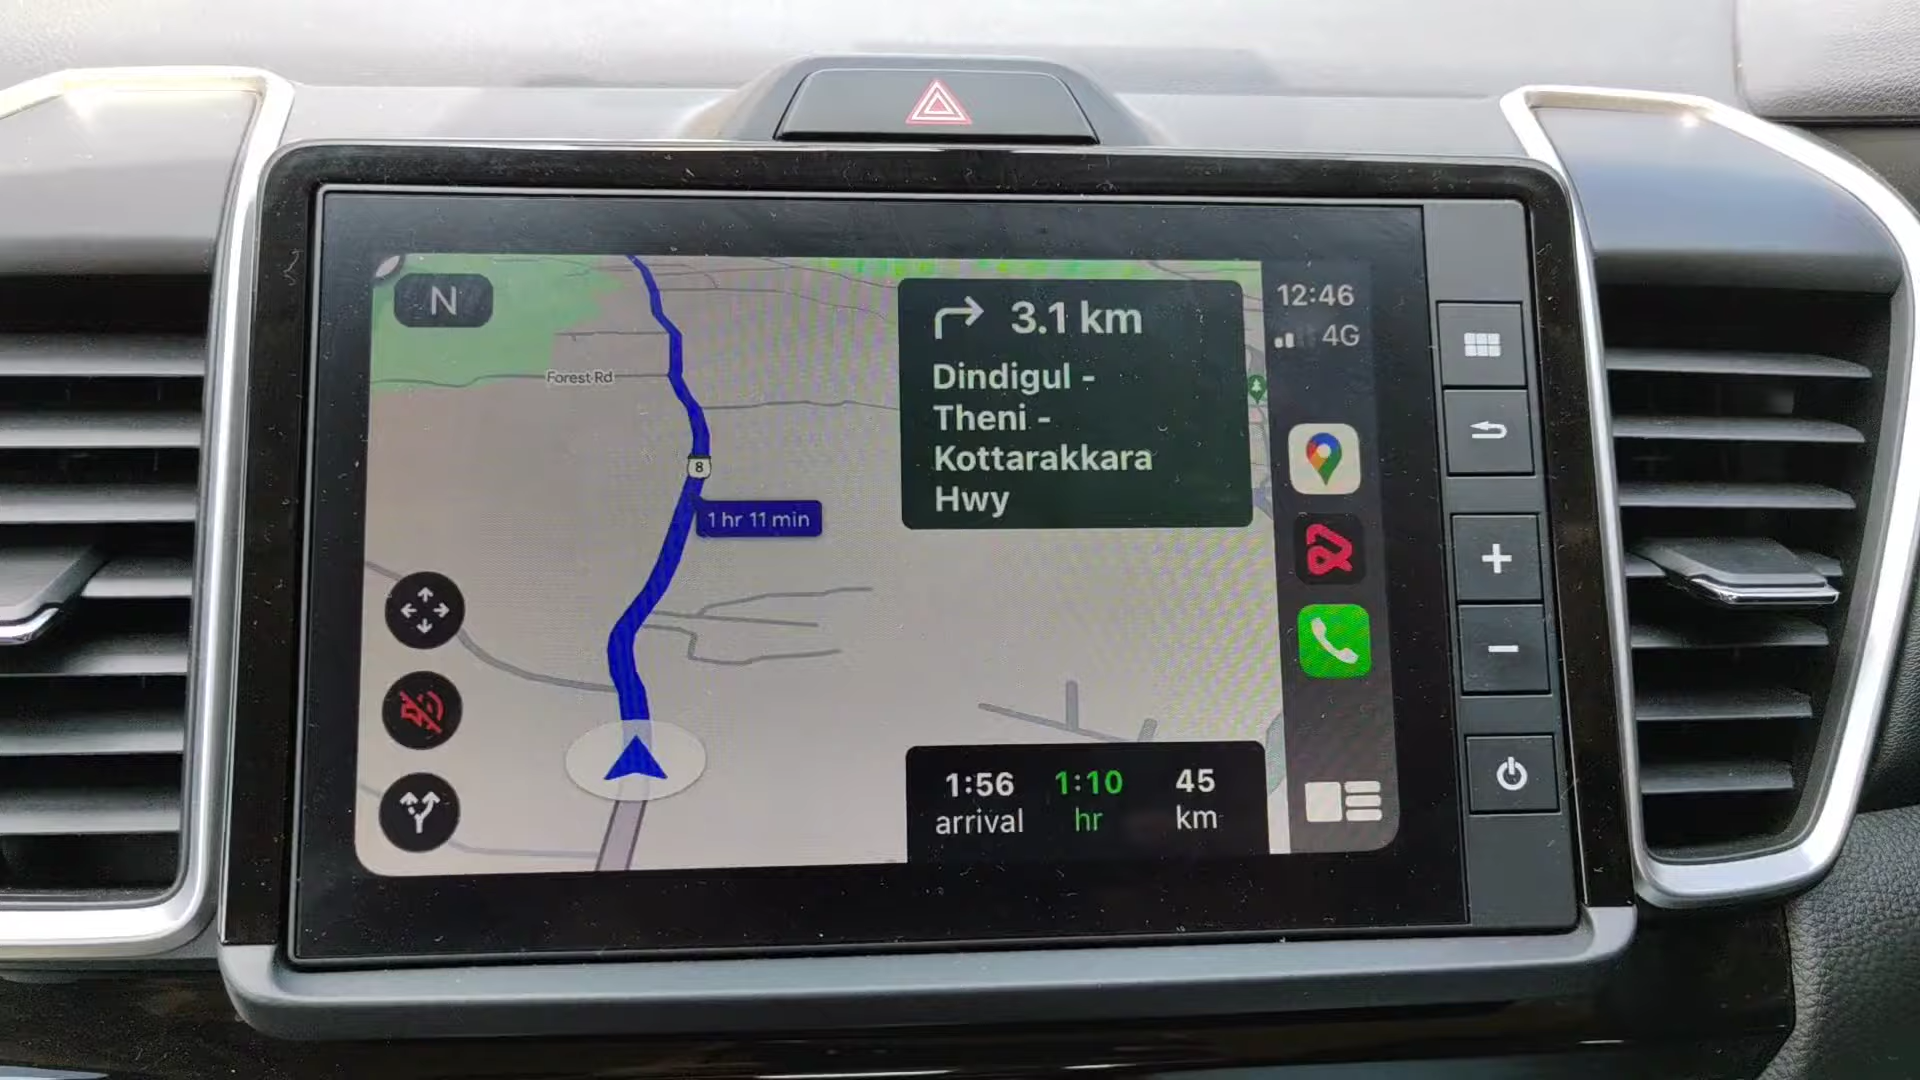 N
3.1 km
Dindigul -
Theni -
Kottarakkara
Hwy
12:46
4G
Forest Rd
8
1 hr 11 min
1:56 1:10 45
arrival hr km